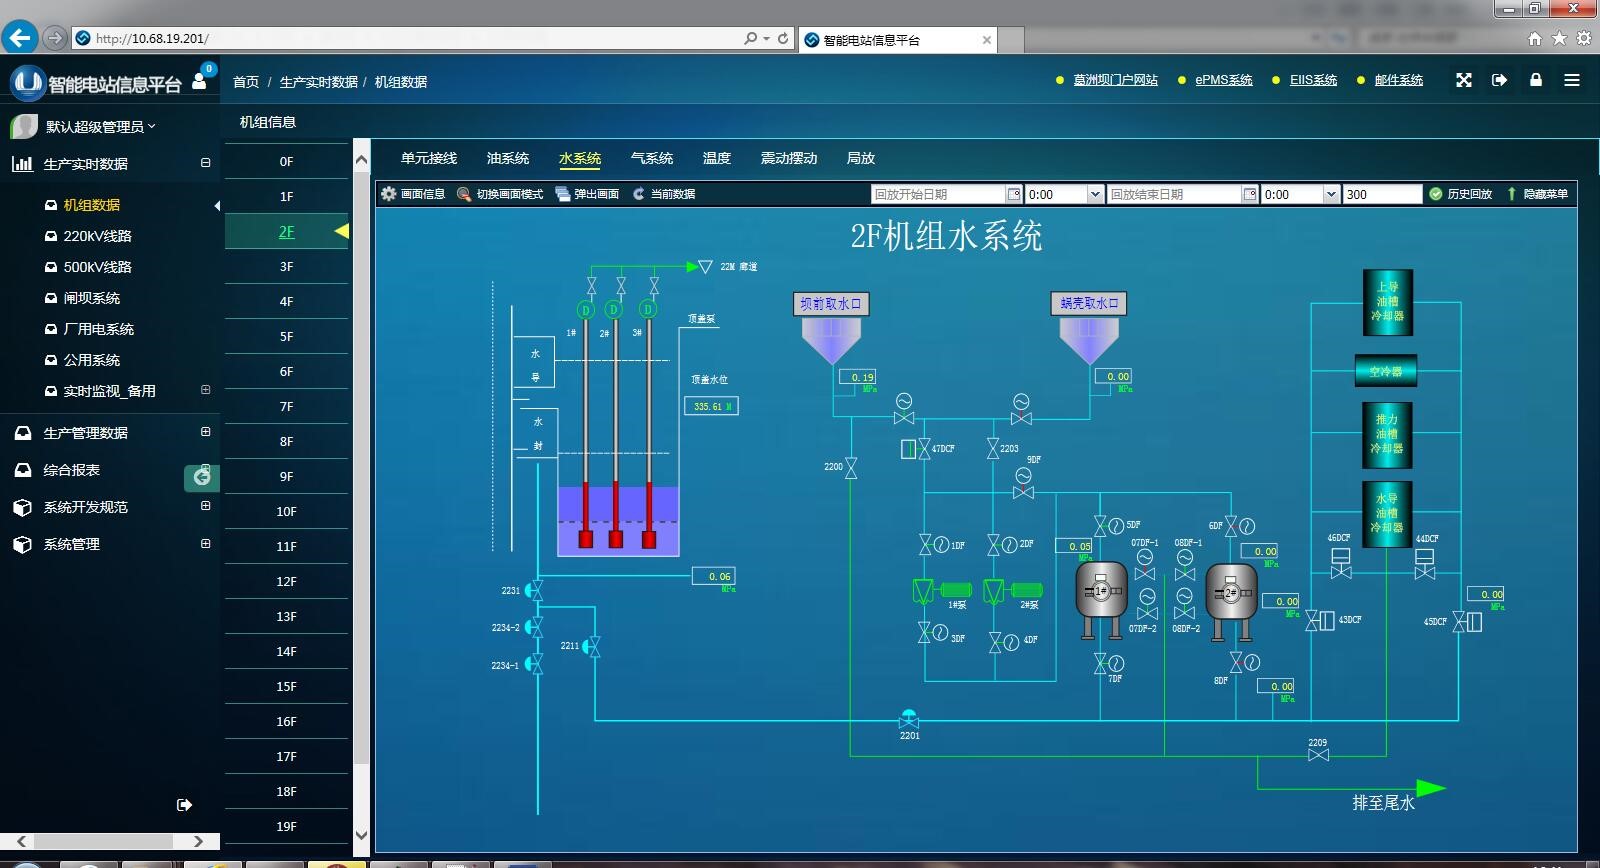 http://10.68.19.201/
智能电站信息平台
智能电站信息平台
0
首页 / 生产实时数据 / 机组数据
葛洲坝门户网站
ePMS系统
EIIS系统
邮件系统
默认超级管理员
生产实时数据
机组数据
220kV线路
500kV线路
闸坝系统
厂用电系统
公用系统
实时监视_备用
生产管理数据
综合报表
系统开发规范
系统管理
机组信息
0F
1F
2F
3F
4F
5F
6F
7F
8F
9F
10F
11F
12F
13F
14F
15F
16F
17F
18F
19F
单元接线 油系统 水系统 气系统 温度 震动摆动 局放
画面信息 切换画面模式 弹出画面 当前数据 回放开始日期 0:00 回放结束日期 0:00 300 历史回放 隐藏菜单
2F机组水系统
22M 廊道
D D D
1# 2# 3#
顶盖泵
水导
顶盖水位
335.61 M
水封
0.06
MPa
2231
2234-2
2211
2234-1
坝前取水口
蜗壳取水口
0.19
MPa
0.00
MPa
47DCF
2203
2200
9DF
1DF
2DF
1#泵
2#泵
3DF
4DF
5DF
6DF
0.05
MPa
07DF-1
08DF-1
0.00
MPa
1#
2#
07DF-2
08DF-2
0.00
MPa
7DF
8DF
0.00
MPa
上导
油槽
冷却器
空冷器
推力
油槽
冷却器
水导
油槽
冷却器
46DCF
44DCF
0.00
MPa
43DCF
45DCF
2201
2209
排至尾水